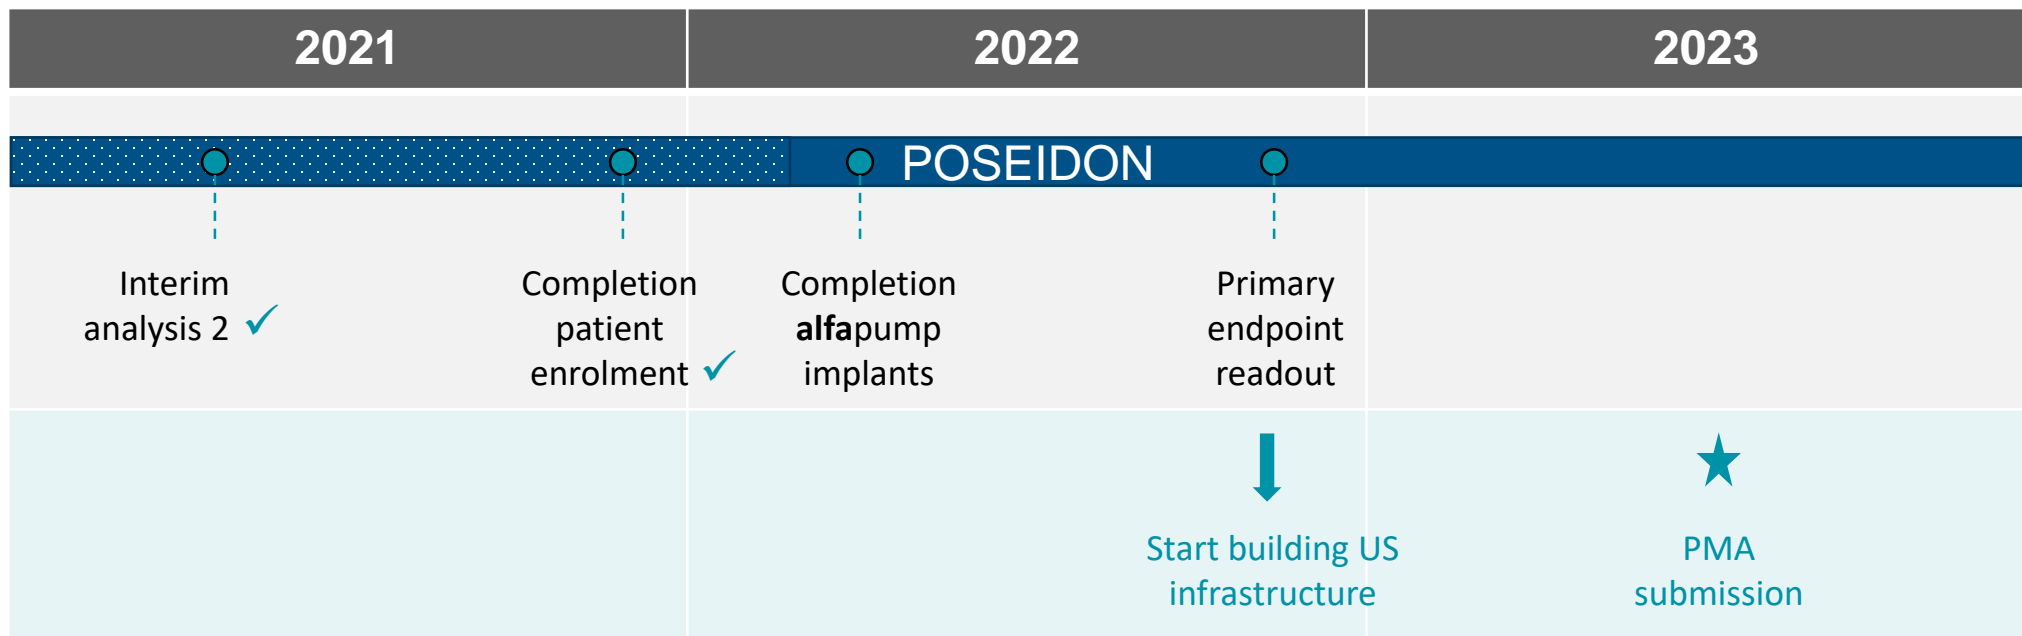 2021
2022
2023
POSEIDON
Interim
analysis 2 ✓
Completion
patient
enrolment ✓
Completion
alfapump
implants
Primary
endpoint
readout
Start building US
infrastructure
PMA
submission